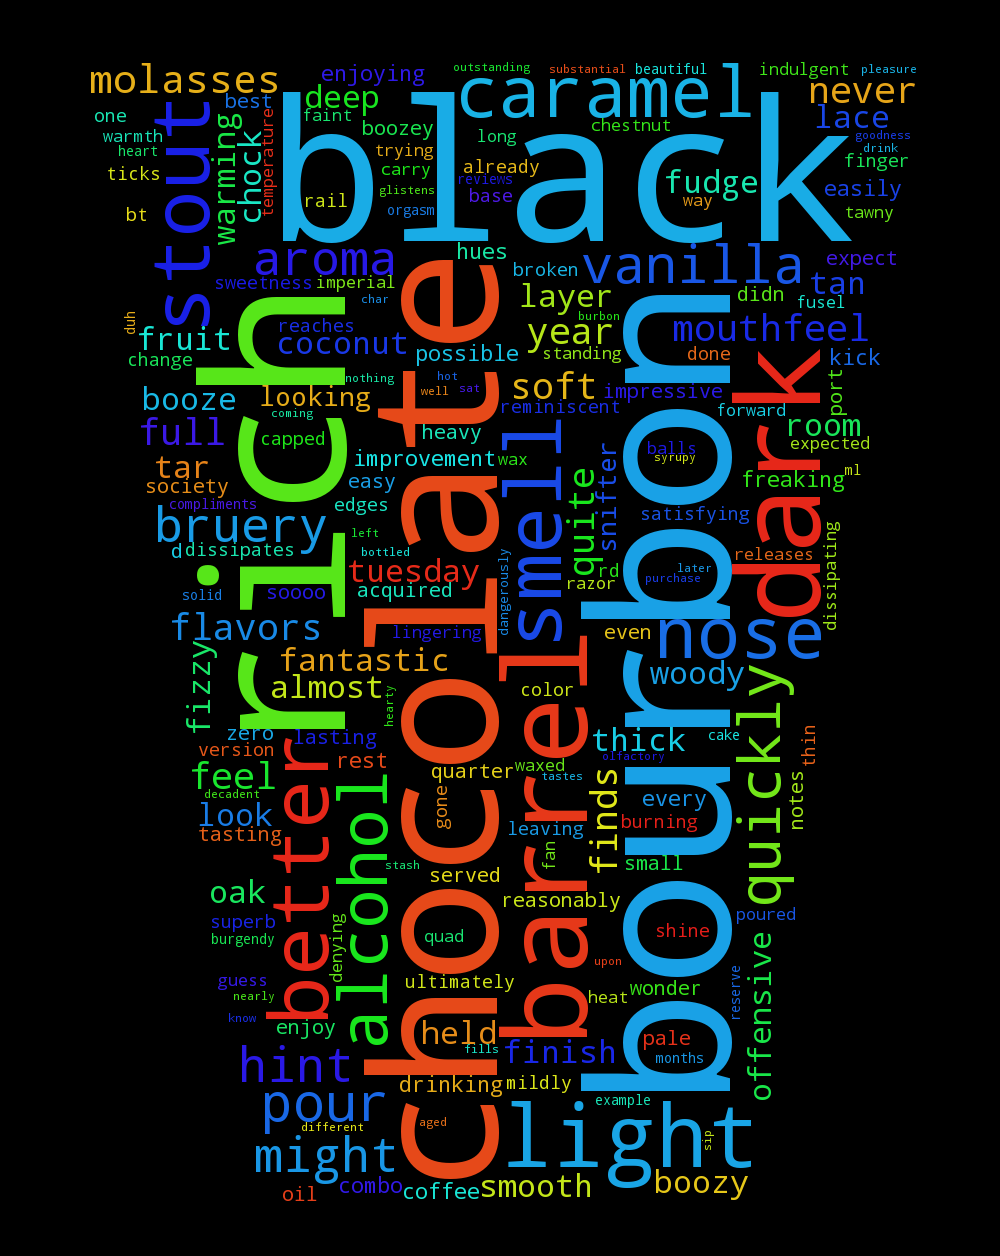 outstanding
substantial
beautiful
indulgent
pleasure
molasses
enjoying
caramel
never
best
deep
black
stout
one
faint
boozey
long
chestnut
lace
warmth
warming
chock
temperature
trying
already
goodness
drink
heart
carry
reviews
fudge
finger
ticks
rail
glistens
base
way
easily
bt
orgasm
tawny
aroma
hues
broken
vanilla
expect
sweetness
imperial
char
layer
didn
tan
fusel
duh
reaches
year
burbon
mouthfeel
fruit
coconut
possible
standing
done
kick
change
rich
nothing
hot
sat
well
soft
impressive
port
booze
looking
reminiscent
forward
coming
full
capped
heavy
room
expected
balls
syrupy
tar
improvement
wax
ml
society
easy
quite
snifter
freaking
compliments
edges
smell
satisfying
dark
bruery
d
dissipates
left
bottled
releases
dissipating
tuesday
rd
later
razor
purchase
solid
soooo
acquired
dangerously
flavors
lingering
even
nose
fizzy
fantastic
woody
almost
hearty
color
bourbon
zero
lasting
thick
cake
quickly
version
rest
waxed
olfactory
thin
feel
quarter
tastes
decadent
chocolate
barrel
finds
every
notes
look
gone
tasting
better
alcohol
leaving
burning
fan
small
stash
served
oak
reasonably
superb
poured
burgendy
denying
quad
shine
upon
guess
ultimately
wonder
reserve
nearly
heat
offensive
know
enjoy
held
pale
fills
finish
months
hint
drinking
mildly
pour
example
aged
light
different
sip
might
oil
combo
coffee
smooth
boozy